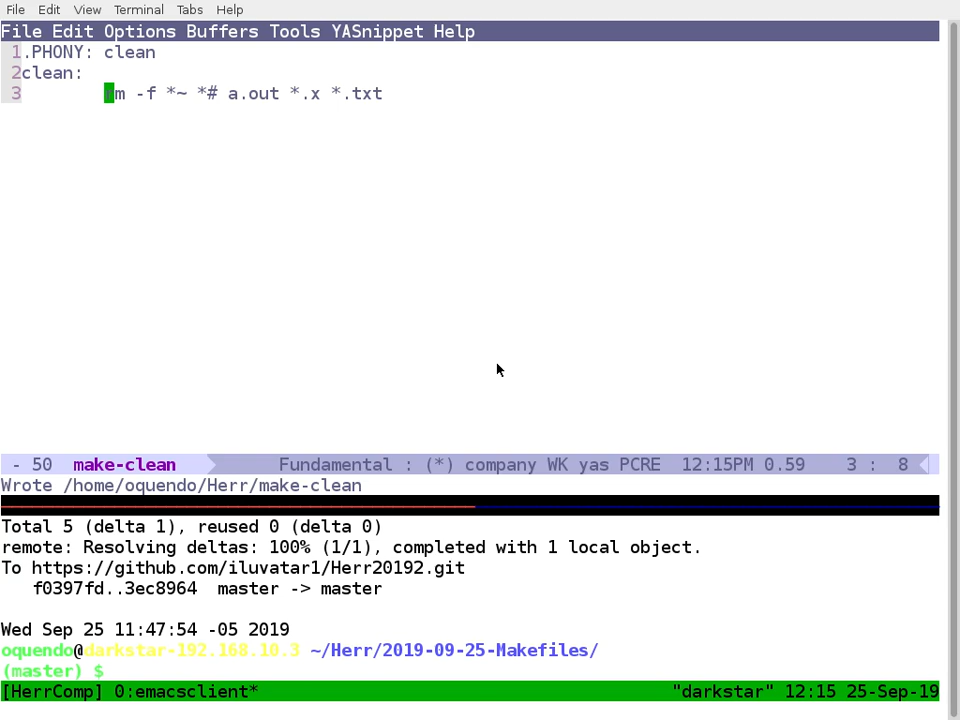 File Edit View Terminal Tabs Help
File Edit Options Buffers Tools YASnippet Help
1.PHONY: clean
2clean:
3 rm -f *~ *# a.out *.x *.txt
- 50 make-clean Fundamental : (*) company WK yas PCRE 12:15PM 0.59 3 : 8
Wrote /home/oquendo/Herr/make-clean
Total 5 (delta 1), reused 0 (delta 0)
remote: Resolving deltas: 100% (1/1), completed with 1 local object.
To https://github.com/iluvatar1/Herr20192.git
f0397fd..3ec8964 master -> master
Wed Sep 25 11:47:54 -05 2019
oquendo@darkstar-192.168.10.3 ~/Herr/2019-09-25-Makefiles/
(master) $
[HerrComp] 0:emacsclient* "darkstar" 12:15 25-Sep-19